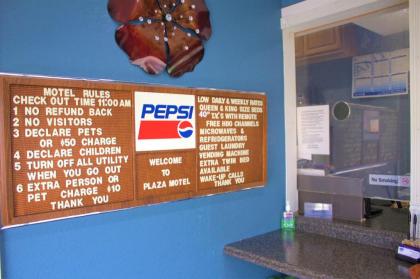 MOTEL RULES
CHECK OUT TIME 11:00 AM
1 NO REFUND BACK
2 NO VISITORS
3 DECLARE PETS
OR $50 CHARGE
4 DECLARE CHILDREN
5 TURN OFF ALL UTILITY
WHEN YOU GO OUT
6 EXTRA PERSON OR
PET CHARGE $10
THANK YOU
PEPSI
WELCOME
TO
PLAZA MOTEL
LOW DAILY & WEEKLY RATES
QUEEN & KING SIZE BEDS
40" T.V.'S WITH REMOTE
FREE HBO CHANNELS
MICROWAVES &
REFRIGERATORS
GUEST LAUNDRY
VENDING MACHINE
EXTRA TWIN BED
AVAILABLE
WAKE-UP CALLS
THANK YOU
NO SMOKING